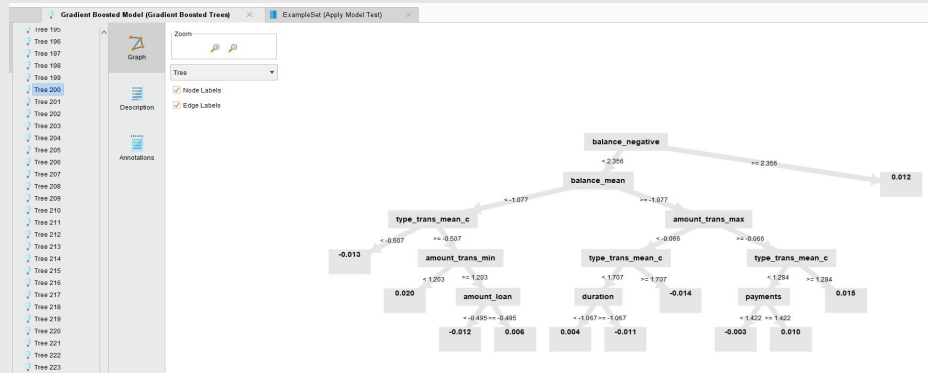 Gradient Boosted Model (Gradient Boosted Trees)
ExampleSet (Apply Model Test)
Tree 195
Tree 196
Tree 197
Tree 198
Tree 199
Tree 200
Tree 201
Tree 202
Tree 203
Tree 204
Tree 205
Tree 206
Tree 207
Tree 208
Tree 209
Tree 210
Tree 211
Tree 212
Tree 213
Tree 214
Tree 215
Tree 216
Tree 217
Tree 218
Tree 219
Tree 220
Tree 221
Tree 222
Tree 223
Graph
Description
Annotations
Zoom
Tree
Node Labels
Edge Labels
balance_negative
< 2.356 >= 2.356
balance_mean 0.012
< -1.077 >= -1.077
type_trans_mean_c amount_trans_max
< -0.507 >= -0.507 < -0.066 >= -0.066
-0.013 amount_trans_min type_trans_mean_c type_trans_mean_c
< 1.203 >= 1.203 < 1.707 >= 1.707 < 1.284 >= 1.284
0.020 amount_loan duration -0.014 payments 0.015
< -0.495 >= -0.495 < -1.067 >= -1.067 < 1.422 >= 1.422
-0.012 0.006 0.004 -0.011 -0.003 0.010